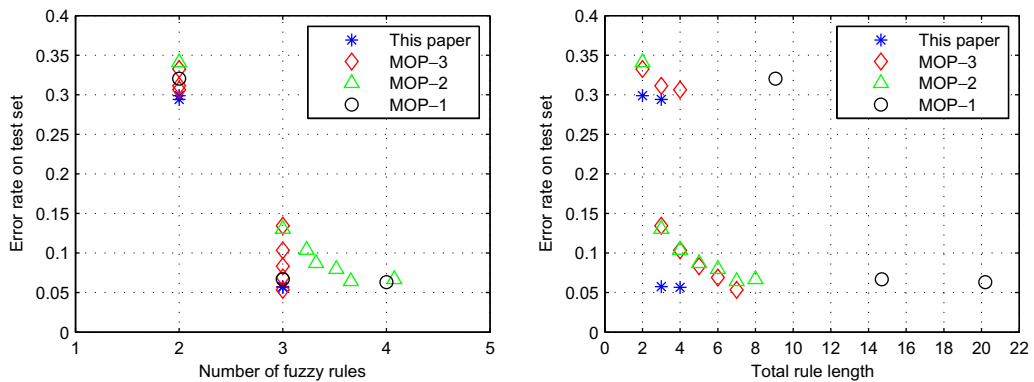 0.4
0.35
0.3
0.25
0.2
0.15
0.1
0.05
0
Error rate on test set
1
2
3
4
5
Number of fuzzy rules
This paper
MOP–3
MOP–2
MOP–1
0.4
0.35
0.3
0.25
0.2
0.15
0.1
0.05
0
Error rate on test set
0 2 4 6 8 10 12 14 16 18 20 22
Total rule length
This paper
MOP–3
MOP–2
MOP–1